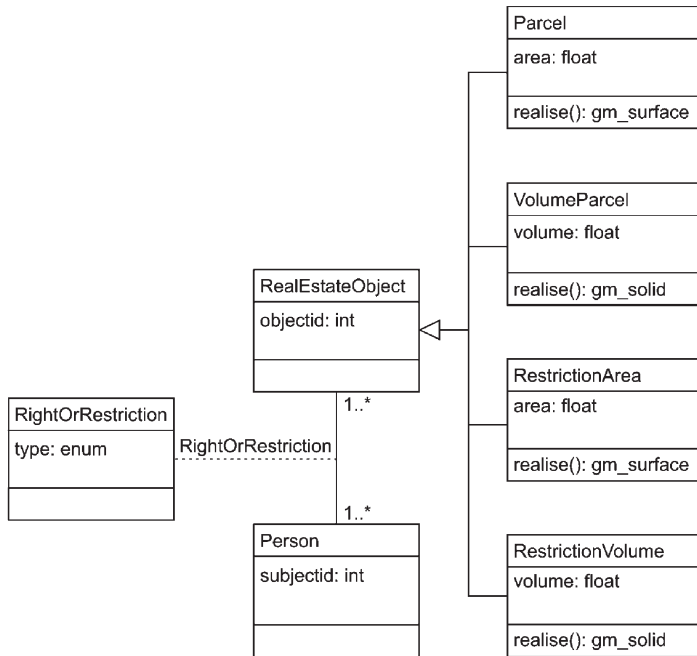 Parcel
area: float
realise(): gm_surface
VolumeParcel
volume: float
realise(): gm_solid
RealEstateObject
objectid: int
1..*
RestrictionArea
area: float
realise(): gm_surface
RightOrRestriction
type: enum
RightOrRestriction
1..*
Person
subjectid: int
RestrictionVolume
volume: float
realise(): gm_solid